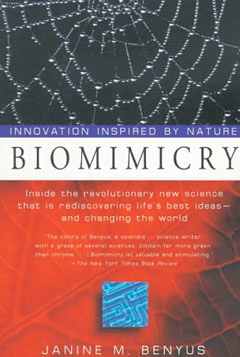 INNOVATION INSPIRED BY NATURE
BIOMIMICRY
Inside the revolutionary new science
that is rediscovering life's best ideas—
and changing the world
"The colors of Benyus, a splendid . . . science writer
with a grasp of several sciences, contain far more green
than chrome. . . . [Biomimicry is] valuable and stimulating."
—The New York Times Book Review
JANINE M. BENYUS